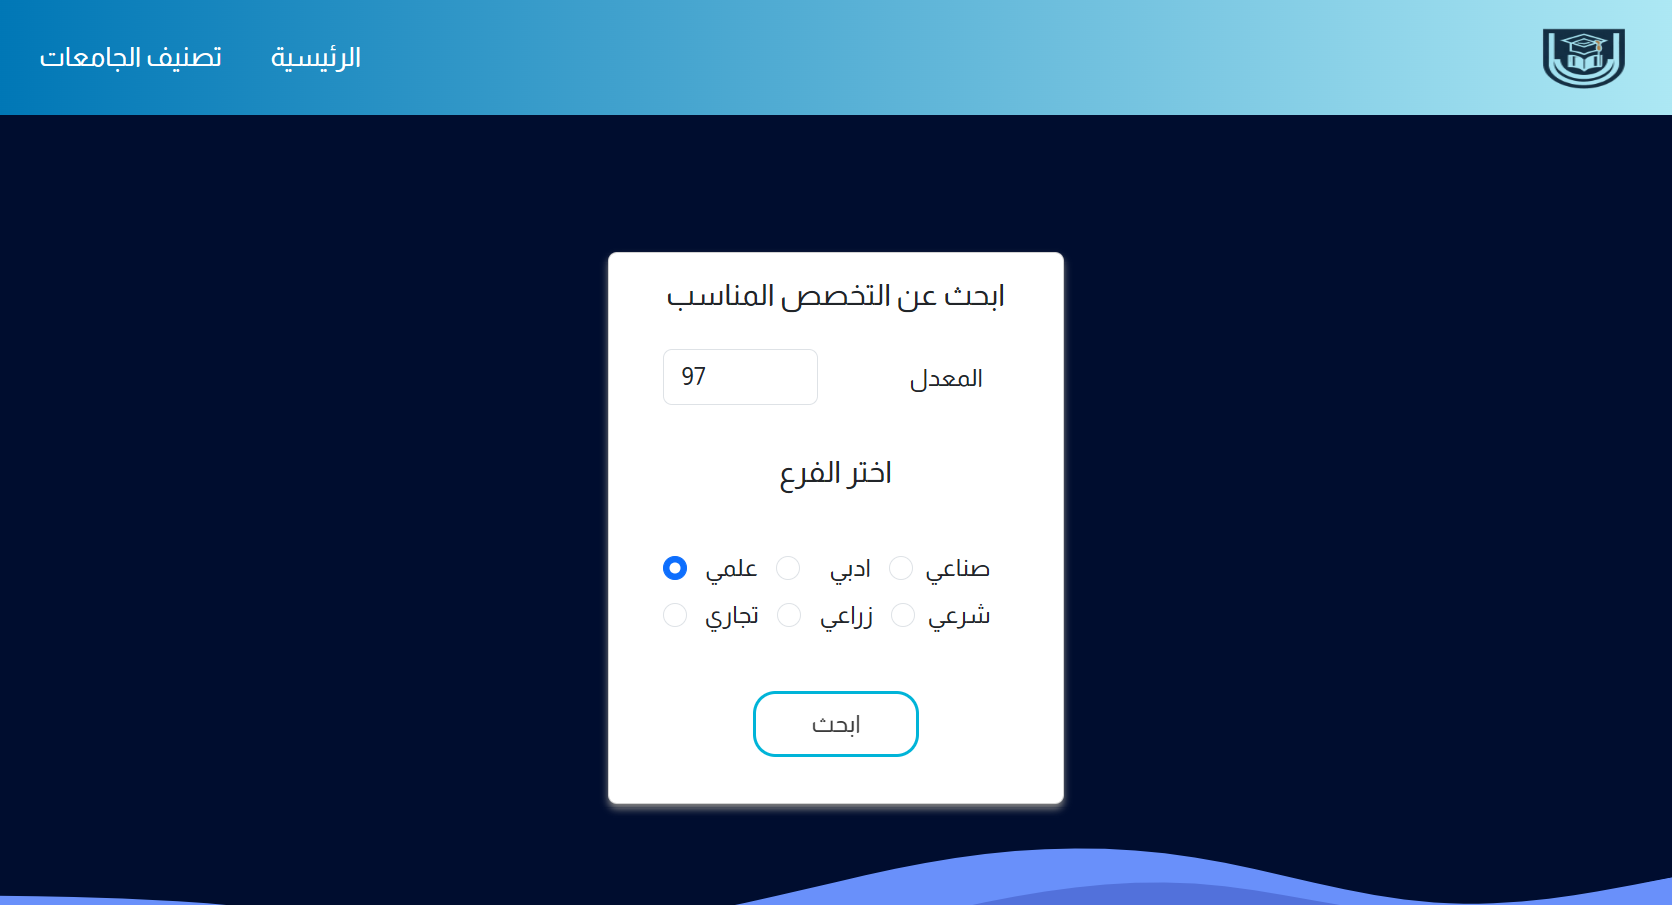 الرئيسية
تصنيف الجامعات
ابحث عن التخصص المناسب
المعدل
97
اختر الفرع
صناعي ادبي علمي
شرعي زراعي تجاري
ابحث